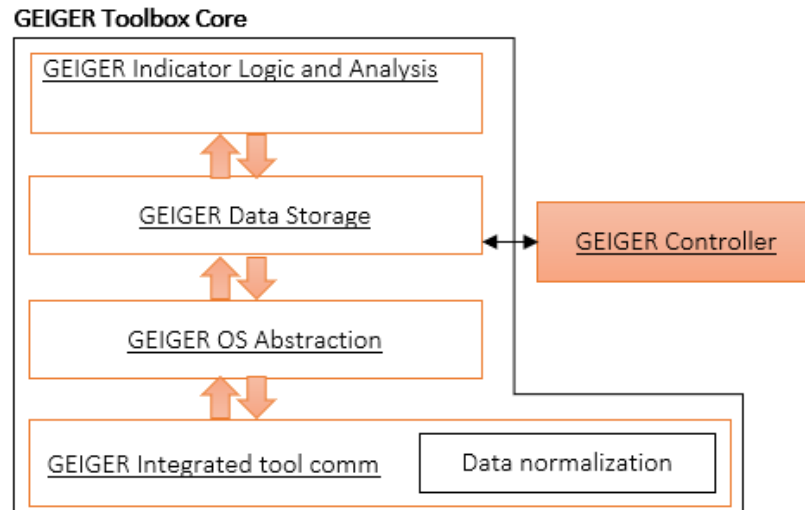 GEIGER Toolbox Core
GEIGER Indicator Logic and Analysis
GEIGER Data Storage
GEIGER Controller
GEIGER OS Abstraction
GEIGER Integrated tool comm
Data normalization